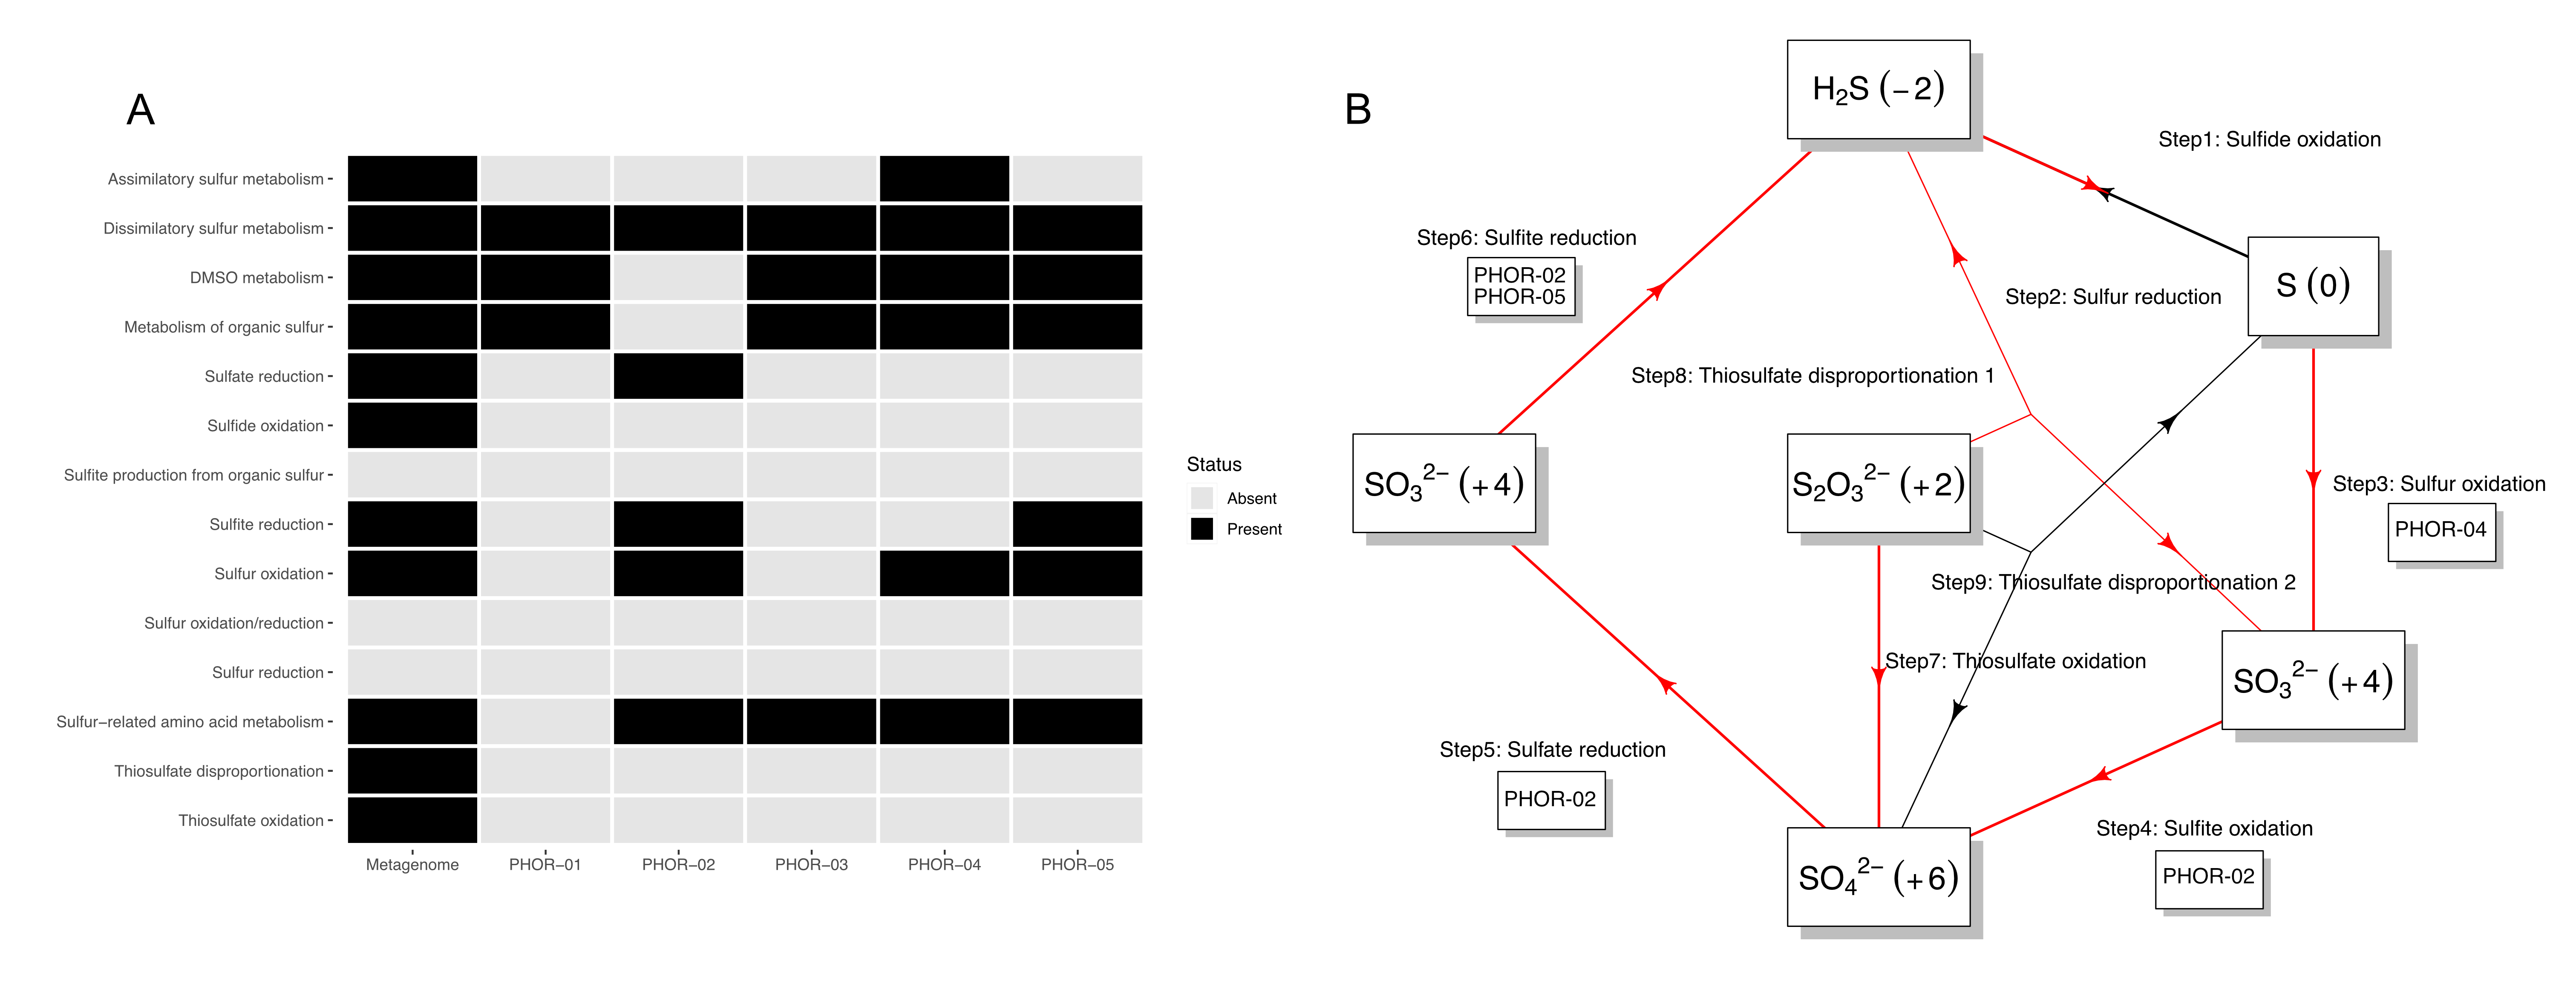 A
Assimilatory sulfur metabolism
Dissimilatory sulfur metabolism
DMSO metabolism
Metabolism of organic sulfur
Sulfate reduction
Sulfide oxidation
Sulfite production from organic sulfur
Sulfite reduction
Sulfur oxidation
Sulfur oxidation/reduction
Sulfur reduction
Sulfur−related amino acid metabolism
Thiosulfate disproportionation
Thiosulfate oxidation
Metagenome
PHOR−01
PHOR−02
PHOR−03
PHOR−04
PHOR−05
Status
Absent
Present
B
H₂S (−2)
Step1: Sulfide oxidation
Step6: Sulfite reduction
PHOR-02
PHOR-05
S (0)
Step2: Sulfur reduction
Step8: Thiosulfate disproportionation 1
SO₃²⁻ (+4)
S₂O₃²⁻ (+2)
Step3: Sulfur oxidation
PHOR-04
Step9: Thiosulfate disproportionation 2
Step7: Thiosulfate oxidation
SO₃²⁻ (+4)
Step5: Sulfate reduction
PHOR-02
SO₄²⁻ (+6)
Step4: Sulfite oxidation
PHOR-02